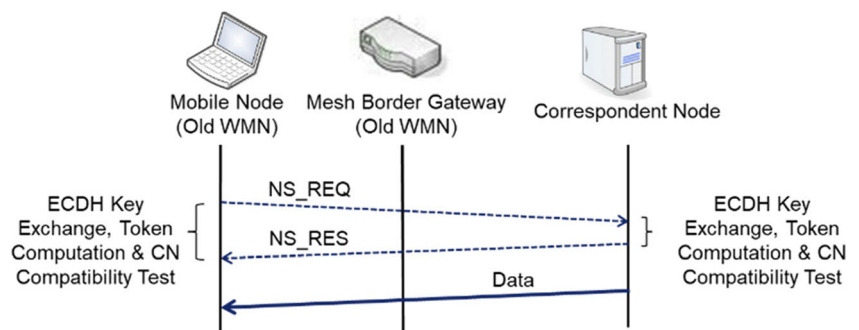 Mobile Node
(Old WMN)
Mesh Border Gateway
(Old WMN)
Correspondent Node
NS_REQ
ECDH Key
Exchange, Token
Computation & CN
Compatibility Test
NS_RES
ECDH Key
Exchange, Token
Computation & CN
Compatibility Test
Data